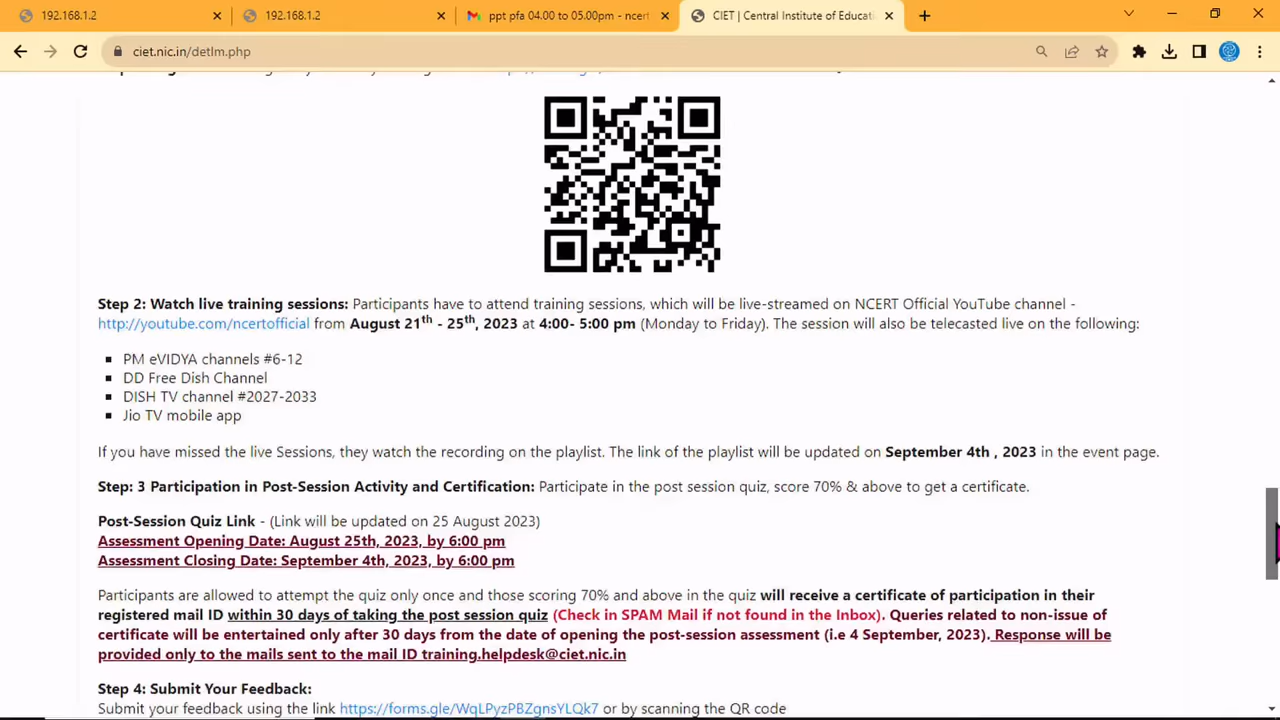 192.168.1.2
192.168.1.2
ppt pfa 04.00 to 05.00pm - ncert
CIET | Central Institute of Educati
ciet.nic.in/detlm.php
Step 2: Watch live training sessions: Participants have to attend training sessions, which will be live-streamed on NCERT Official YouTube channel -
http://youtube.com/ncertofficial from August 21th - 25th, 2023 at 4:00- 5:00 pm (Monday to Friday). The session will also be telecasted live on the following:
PM eVIDYA channels #6-12
DD Free Dish Channel
DISH TV channel #2027-2033
Jio TV mobile app
If you have missed the live Sessions, they watch the recording on the playlist. The link of the playlist will be updated on September 4th , 2023 in the event page.
Step: 3 Participation in Post-Session Activity and Certification: Participate in the post session quiz, score 70% & above to get a certificate.
Post-Session Quiz Link - (Link will be updated on 25 August 2023)
Assessment Opening Date: August 25th, 2023, by 6:00 pm
Assessment Closing Date: September 4th, 2023, by 6:00 pm
Participants are allowed to attempt the quiz only once and those scoring 70% and above in the quiz will receive a certificate of participation in their
registered mail ID within 30 days of taking the post session quiz (Check in SPAM Mail if not found in the Inbox). Queries related to non-issue of
certificate will be entertained only after 30 days from the date of opening the post-session assessment (i.e 4 September, 2023). Response will be
provided only to the mails sent to the mail ID training.helpdesk@ciet.nic.in
Step 4: Submit Your Feedback:
Submit your feedback using the link https://forms.gle/WqLPyzPBZgnsYLQk7 or by scanning the QR code